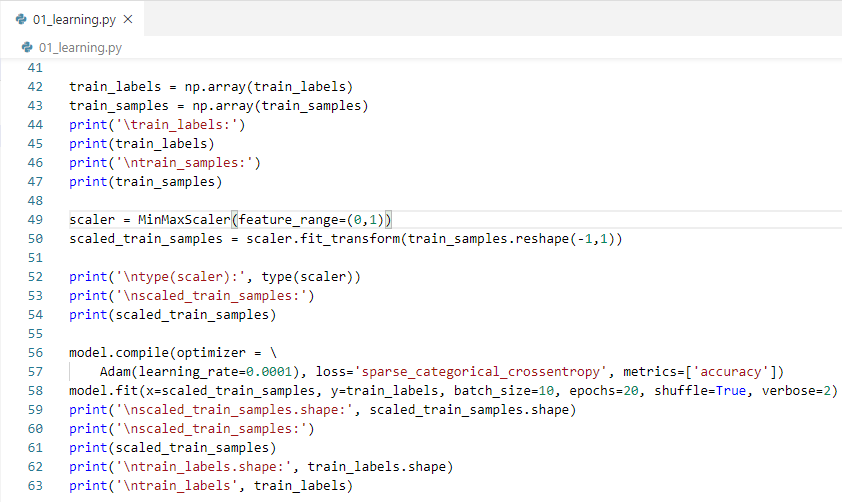 01_learning.py ×
01_learning.py
41
42 train_labels = np.array(train_labels)
43 train_samples = np.array(train_samples)
44 print('\train_labels:')
45 print(train_labels)
46 print('\ntrain_samples:')
47 print(train_samples)
48
49 scaler = MinMaxScaler(feature_range=(0,1))
50 scaled_train_samples = scaler.fit_transform(train_samples.reshape(-1,1))
51
52 print('\ntype(scaler):', type(scaler))
53 print('\nscaled_train_samples:')
54 print(scaled_train_samples)
55
56 model.compile(optimizer = \
57     Adam(learning_rate=0.0001), loss='sparse_categorical_crossentropy', metrics=['accuracy'])
58 model.fit(x=scaled_train_samples, y=train_labels, batch_size=10, epochs=20, shuffle=True, verbose=2)
59 print('\nscaled_train_samples.shape:', scaled_train_samples.shape)
60 print('\nscaled_train_samples:')
61 print(scaled_train_samples)
62 print('\ntrain_labels.shape:', train_labels.shape)
63 print('\ntrain_labels', train_labels)